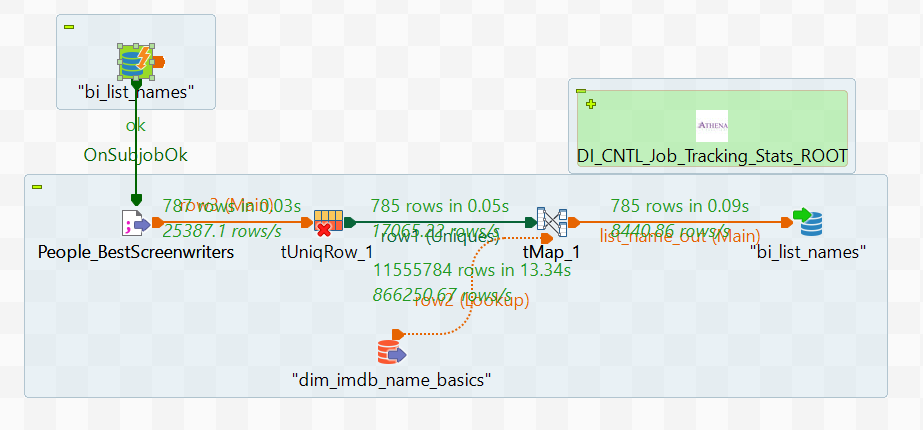 "bi_list_names"
ok
OnSubjobOk
ATHENA
DI_CNTL_Job_Tracking_Stats_ROOT
row3 (Main)
787 rows in 0.03s
25387.1 rows/s
785 rows in 0.05s
17065.22 rows/s
row1 (Uniques)
785 rows in 0.09s
8440.86 rows/s
list_name_out (Main)
People_BestScreenwriters
tUniqRow_1
tMap_1
"bi_list_names"
11555784 rows in 13.34s
866250.67 rows/s
row2 (Lookup)
"dim_imdb_name_basics"